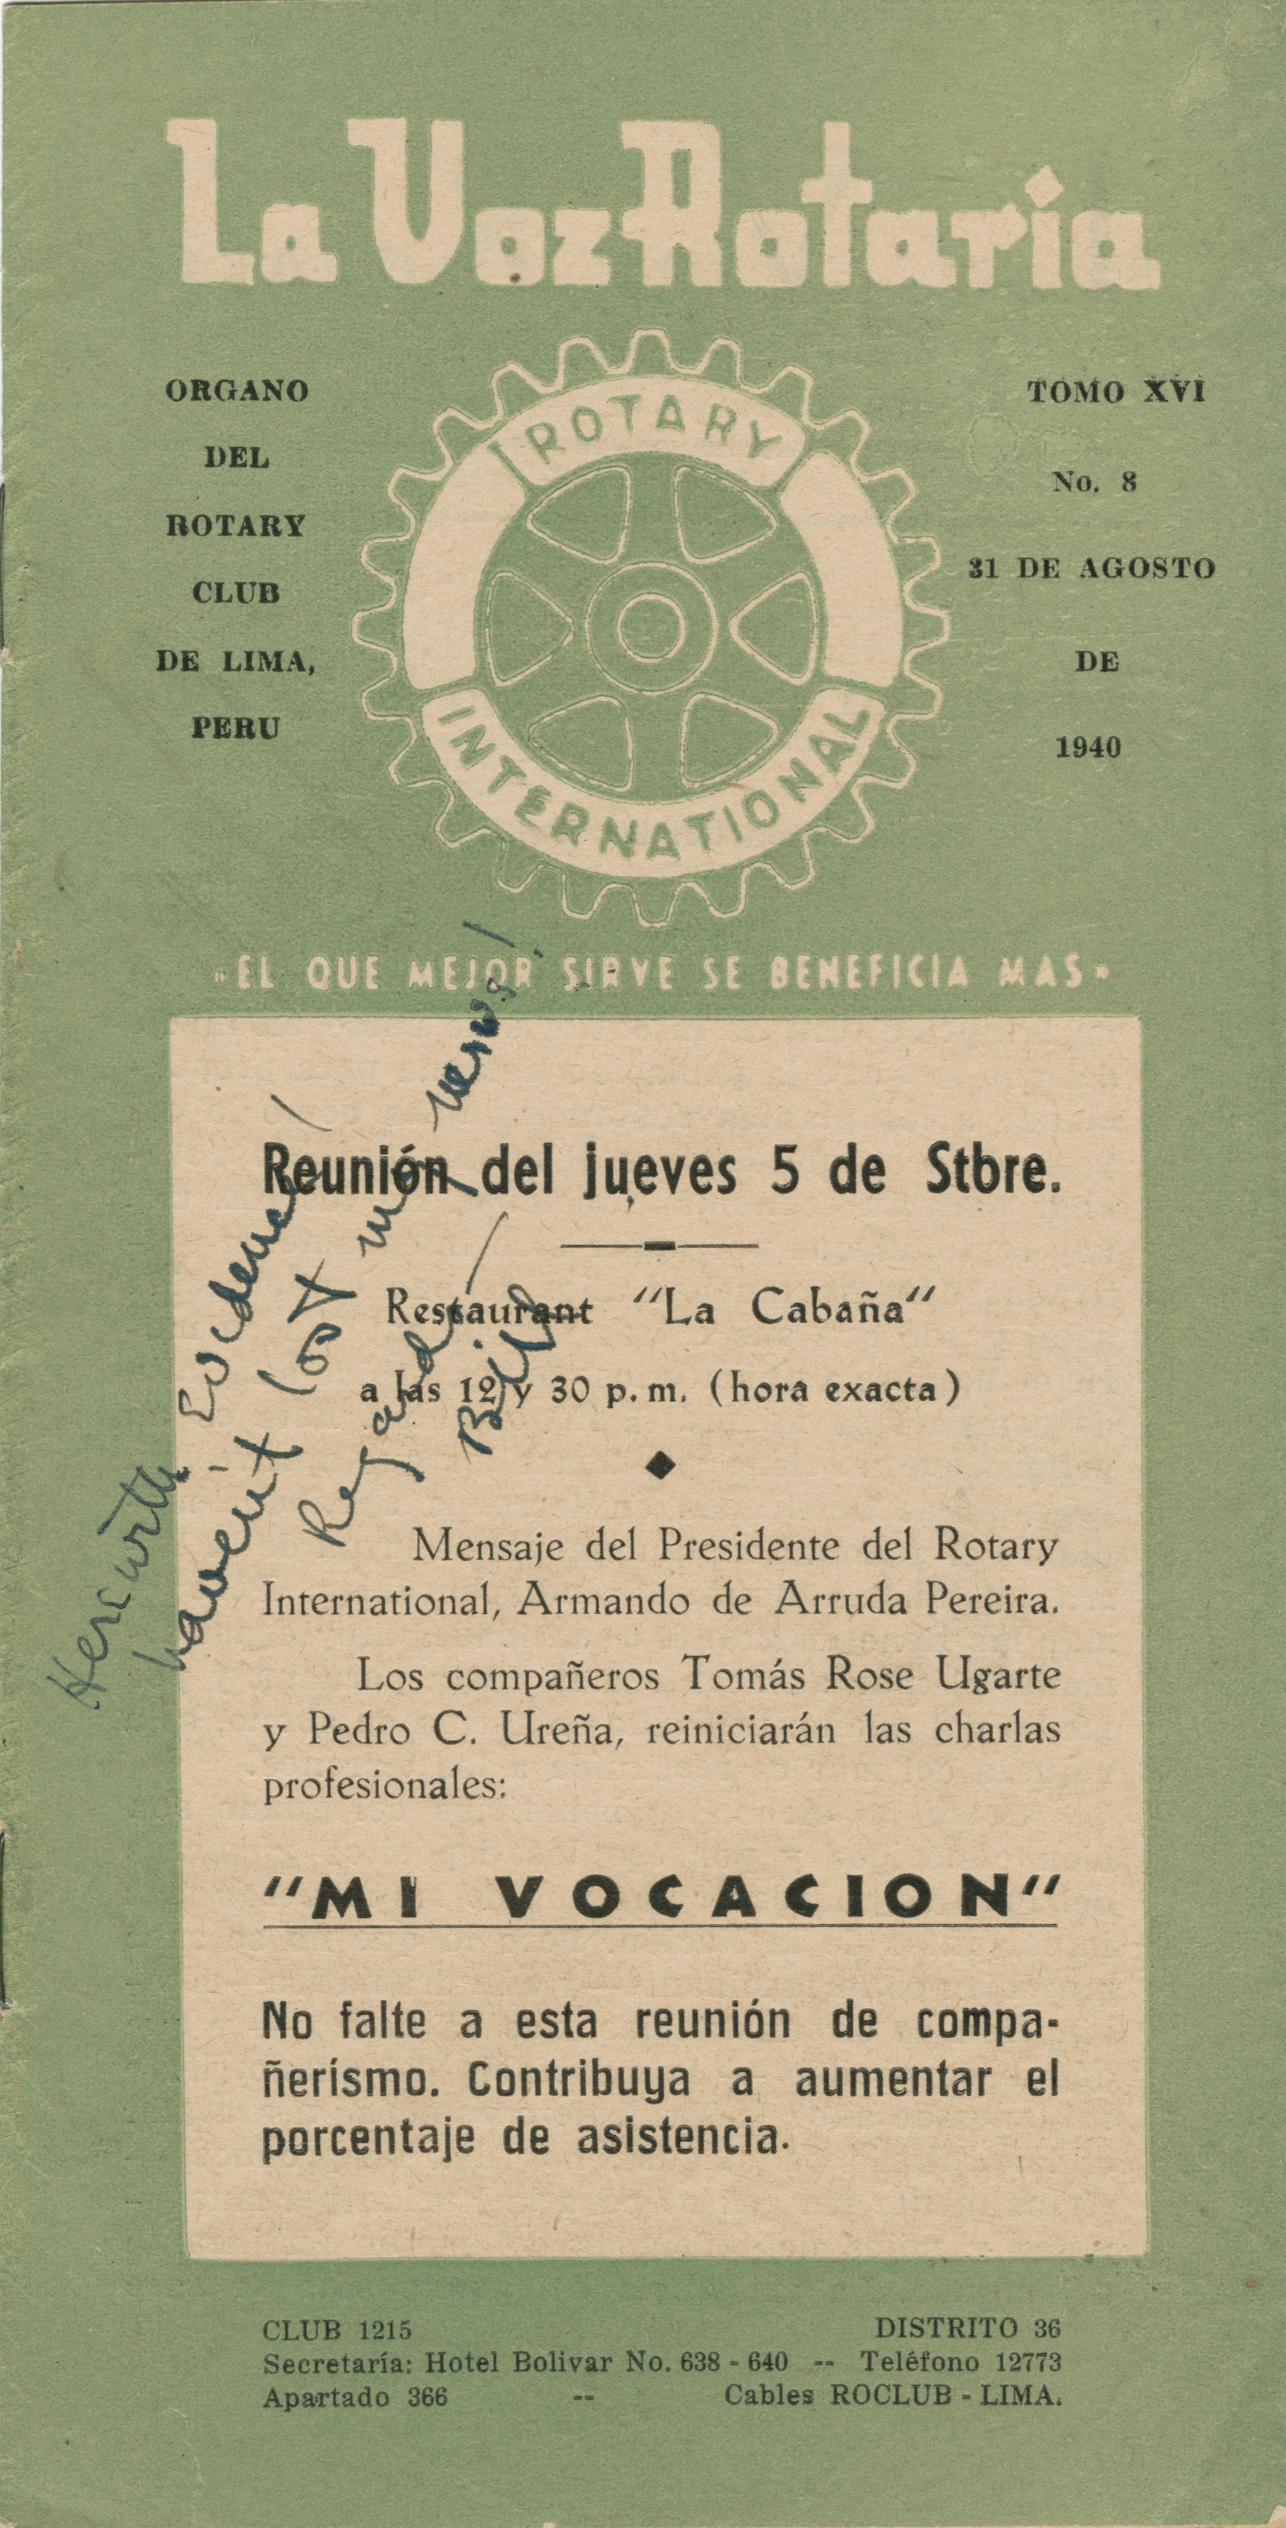 La Voz Rotaria
ORGANO
DEL
ROTARY
CLUB
DE LIMA,
PERU
ROTARY
INTERNATIONAL
TOMO XVI
No. 8
31 DE AGOSTO
DE
1940
"EL QUE MEJOR SIRVE SE BENEFICIA MAS"
Reunión del jueves 5 de Stbre.
Restaurant "La Cabaña"
a las 12 y 30 p. m. (hora exacta)
Mensaje del Presidente del Rotary
International, Armando de Arruda Pereira.
Los compañeros Tomás Rose Ugarte
y Pedro C. Ureña, reiniciarán las charlas
profesionales:
"MI VOCACION"
No falte a esta reunión de compa-
ñerismo. Contribuya a aumentar el
porcentaje de asistencia.
Herewith Evidence I
haven't lost my nerve!
Regards
Bill
CLUB 1215 DISTRITO 36
Secretaría: Hotel Bolivar No. 638 - 640 -- Teléfono 12773
Apartado 366 -- Cables ROCLUB - LIMA.